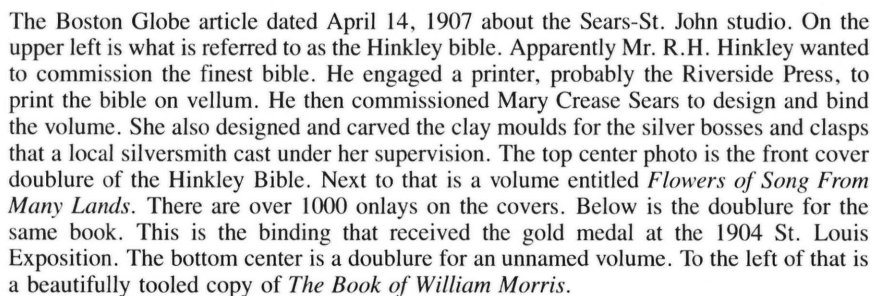 The Boston Globe article dated April 14, 1907 about the Sears-St. John studio. On the
upper left is what is referred to as the Hinkley bible. Apparently Mr. R.H. Hinkley wanted
to commission the finest bible. He engaged a printer, probably the Riverside Press, to
print the bible on vellum. He then commissioned Mary Crease Sears to design and bind
the volume. She also designed and carved the clay moulds for the silver bosses and clasps
that a local silversmith cast under her supervision. The top center photo is the front cover
doublure of the Hinkley Bible. Next to that is a volume entitled Flowers of Song From
Many Lands. There are over 1000 onlays on the covers. Below is the doublure for the
same book. This is the binding that received the gold medal at the 1904 St. Louis
Exposition. The bottom center is a doublure for an unnamed volume. To the left of that is
a beautifully tooled copy of The Book of William Morris.